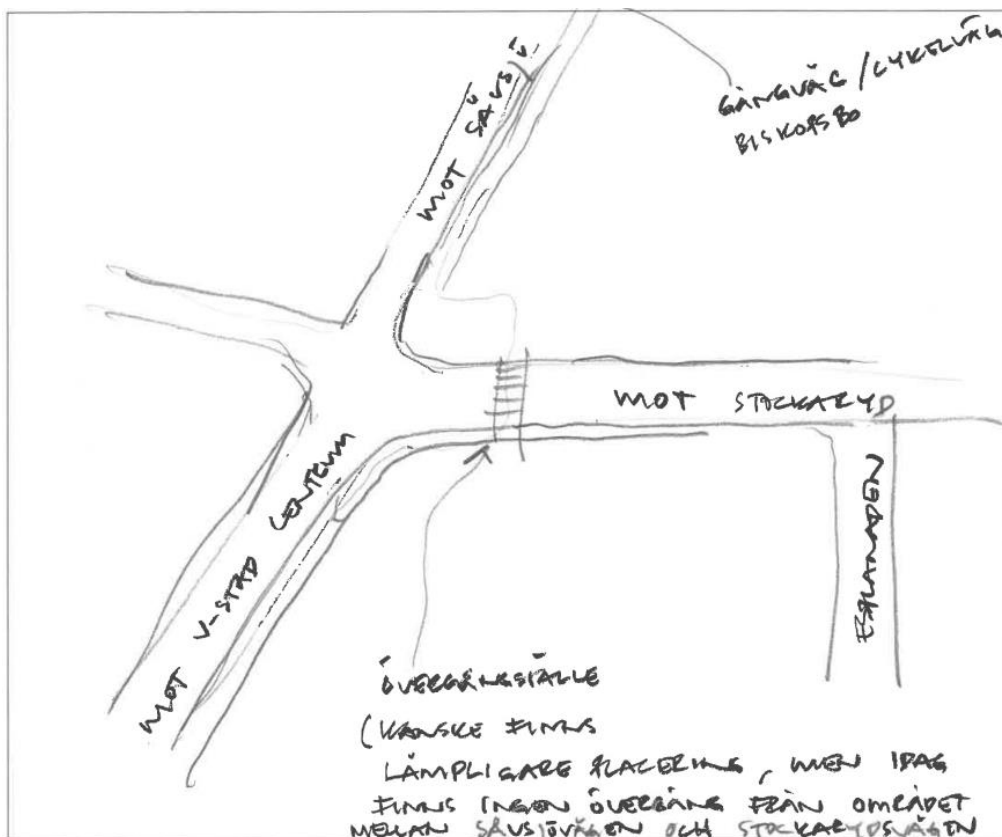 GÅNGVÄG/CYKELVÄG
BISKOPSBO
MOT SÄVSJÖ
MOT STOCKARYD
MOT V-STAD CENTRUM
ESPLANADEN
ÖVERGÅNGSTÄLLE
(KANSKE FINNS
LÄMPLIGARE PLACERING, MEN IDAG
FINNS INGEN ÖVERGÅNG FRÅN OMRÅDET
MELLAN SÄVSJÖVÄGEN OCH STOCKARYDSVÄGEN